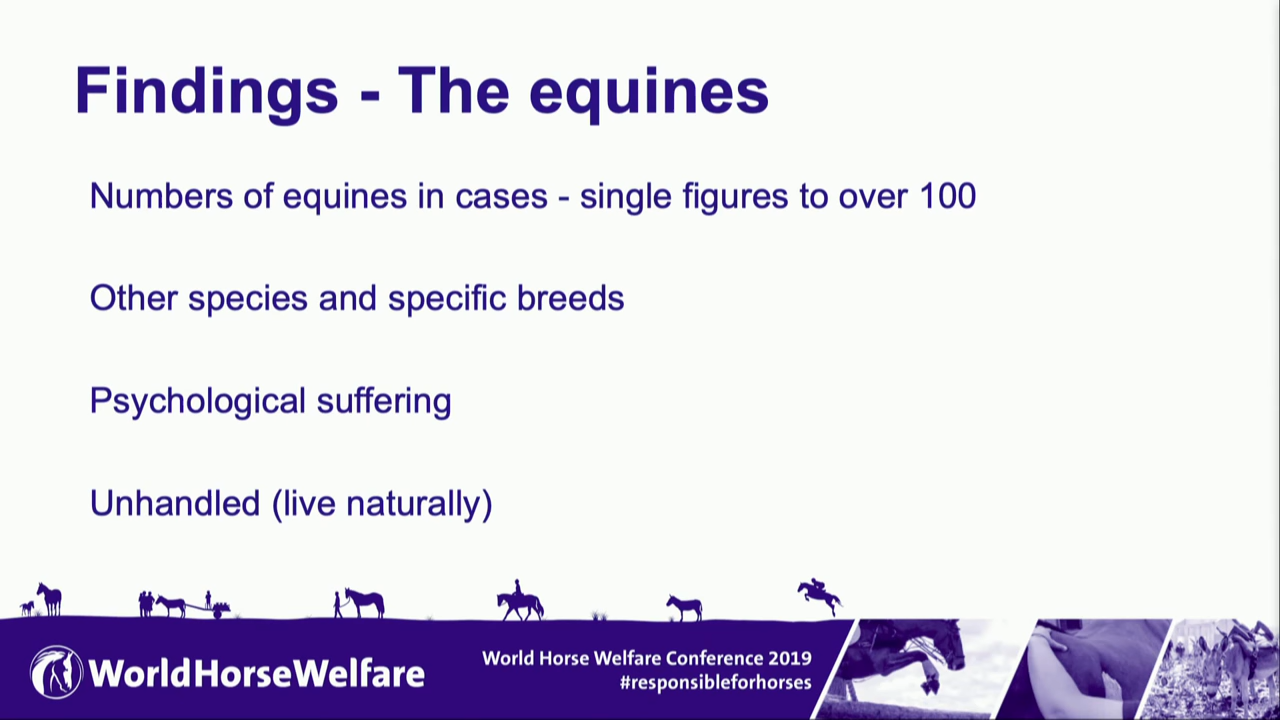 Findings - The equines
Numbers of equines in cases - single figures to over 100
Other species and specific breeds
Psychological suffering
Unhandled (live naturally)
WorldHorseWelfare
World Horse Welfare Conference 2019
#responsibleforhorses